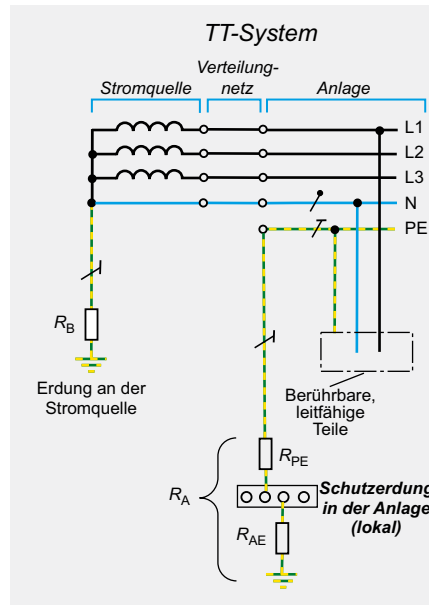 TT-System
Verteilung-
Stromquelle netz Anlage
L1
L2
L3
N
PE
RB
Erdung an der
Stromquelle
Berührbare,
leitfähige
Teile
RPE
RA
Schutzerdung
in der Anlage
(lokal)
RAE